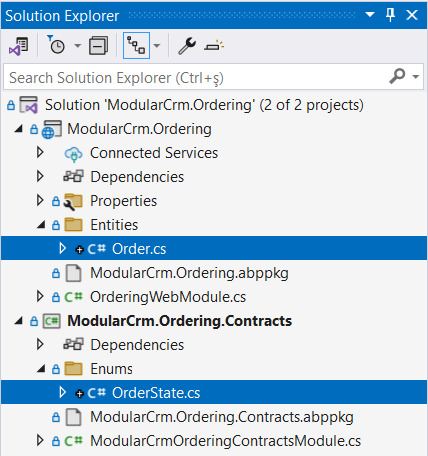 Solution Explorer
Search Solution Explorer (Ctrl+ş)
Solution 'ModularCrm.Ordering' (2 of 2 projects)
ModularCrm.Ordering
Connected Services
Dependencies
Properties
Entities
C# Order.cs
ModularCrm.Ordering.abppkg
C# OrderingWebModule.cs
C# ModularCrm.Ordering.Contracts
Dependencies
Enums
C# OrderState.cs
ModularCrm.Ordering.Contracts.abppkg
C# ModularCrmOrderingContractsModule.cs